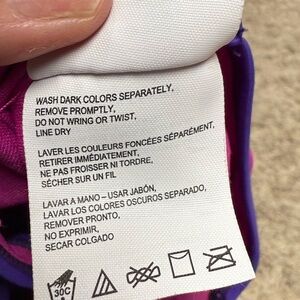 WASH DARK COLORS SEPARATELY,
REMOVE PROMPTLY,
DO NOT WRING OR TWIST,
LINE DRY
LAVER LES COULEURS FONCÉES SÉPARÉMENT,
RETIRER IMMÉDIATEMENT,
NE PAS FROISSER NI TORDRE,
SÉCHER SUR UN FIL
LAVAR A MANO – USAR JABÓN,
LAVAR LOS COLORES OSCUROS SEPARADO,
REMOVER PRONTO,
NO EXPRIMIR,
SECAR COLGADO
30C